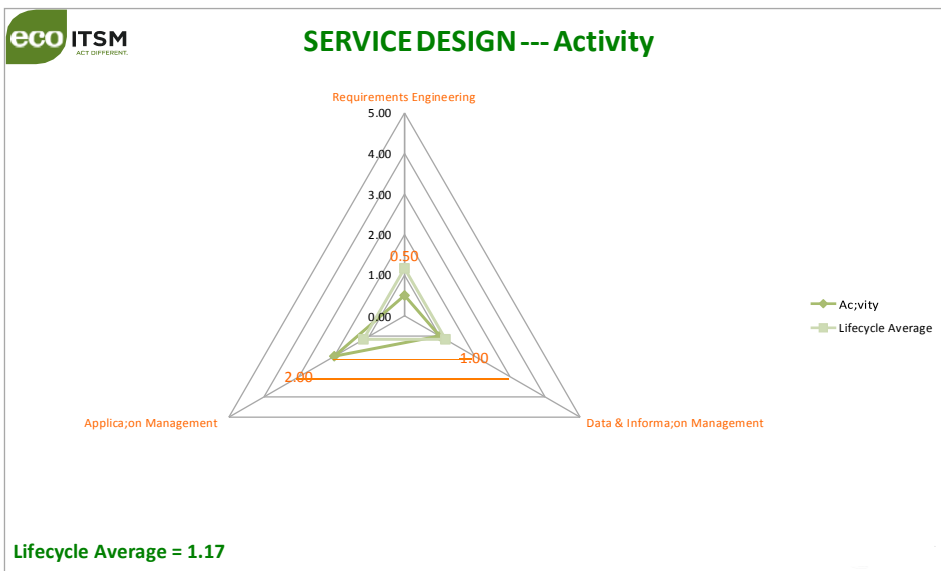 eco ITSM
ACT DIFFERENT.
SERVICE DESIGN --- Activity
Requirements Engineering
5.00
4.00
3.00
2.00
0.50
1.00
0.00
1.00
2.00
Ac;vity
Lifecycle Average
Applica;on Management
Data & Informa;on Management
Lifecycle Average = 1.17